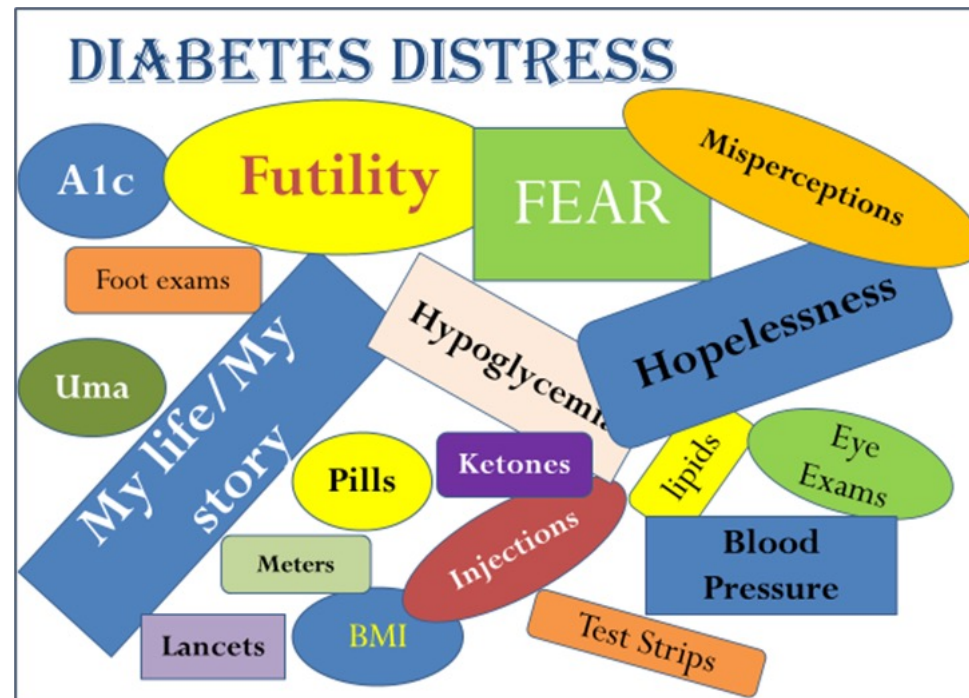 DIABETES DISTRESS
A1c
Futility
FEAR
Misperceptions
Foot exams
Hypoglycemia
Hopelessness
Uma
My life/My
story
Pills
Ketones
lipids
Eye
Exams
Meters
Injections
Blood
Pressure
Lancets
BMI
Test Strips